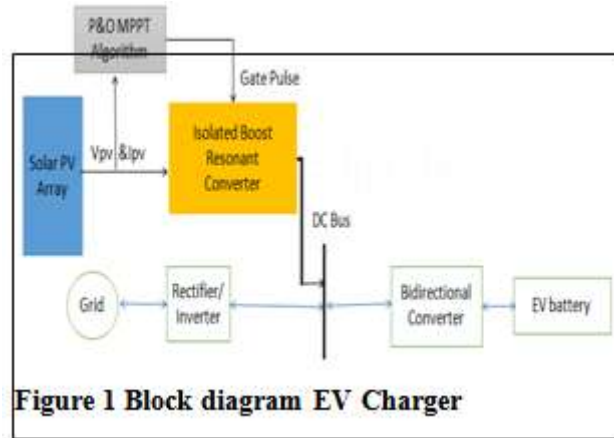 P&O MPPT
Algorithm
Gate Pulse
Solar PV
Array
Vpv &Ipv
Isolated Boost
Resonant
Converter
DC Bus
Grid
Rectifier/
Inverter
Bidirectional
Converter
EV battery
Figure 1 Block diagram EV Charger